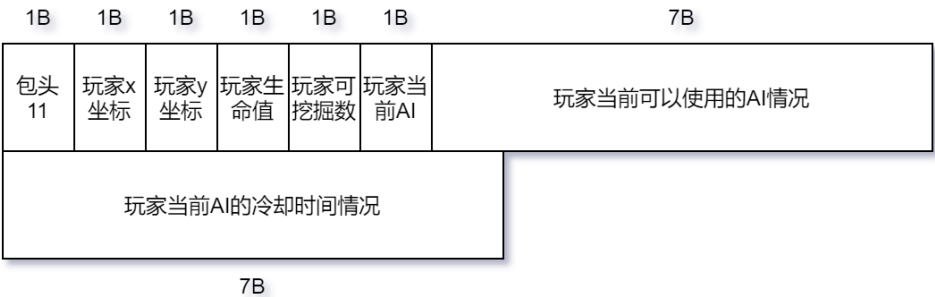 1B 1B 1B 1B 1B 1B 7B
包头
11
玩家x
坐标
玩家y
坐标
玩家生
命值
玩家可
挖掘数
玩家当
前AI
玩家当前可以使用的AI情况
玩家当前AI的冷却时间情况
7B